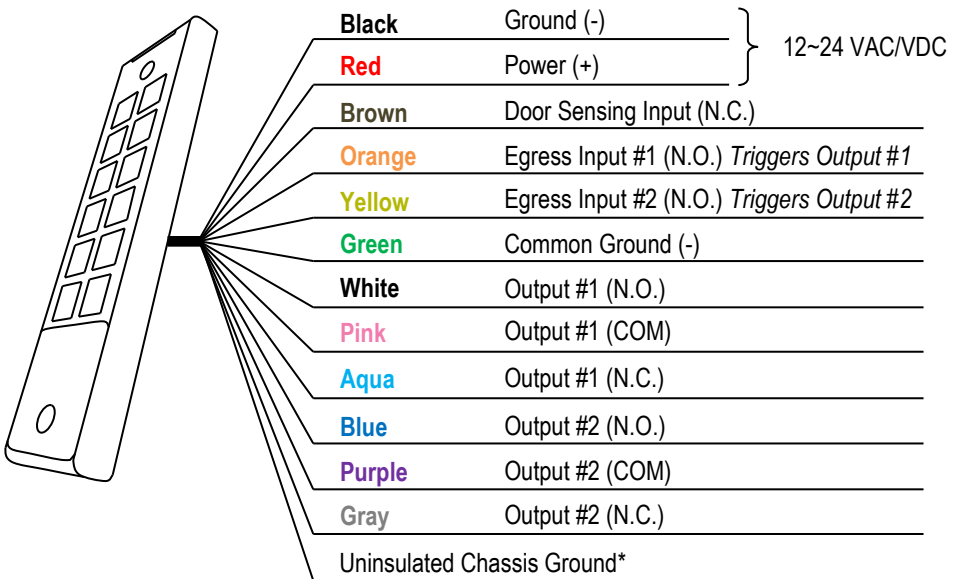 Black Ground (-)
12~24 VAC/VDC
Red Power (+)
Brown Door Sensing Input (N.C.)
Orange Egress Input #1 (N.O.) Triggers Output #1
Yellow Egress Input #2 (N.O.) Triggers Output #2
Green Common Ground (-)
White Output #1 (N.O.)
Pink Output #1 (COM)
Aqua Output #1 (N.C.)
Blue Output #2 (N.O.)
Purple Output #2 (COM)
Gray Output #2 (N.C.)
Uninsulated Chassis Ground*